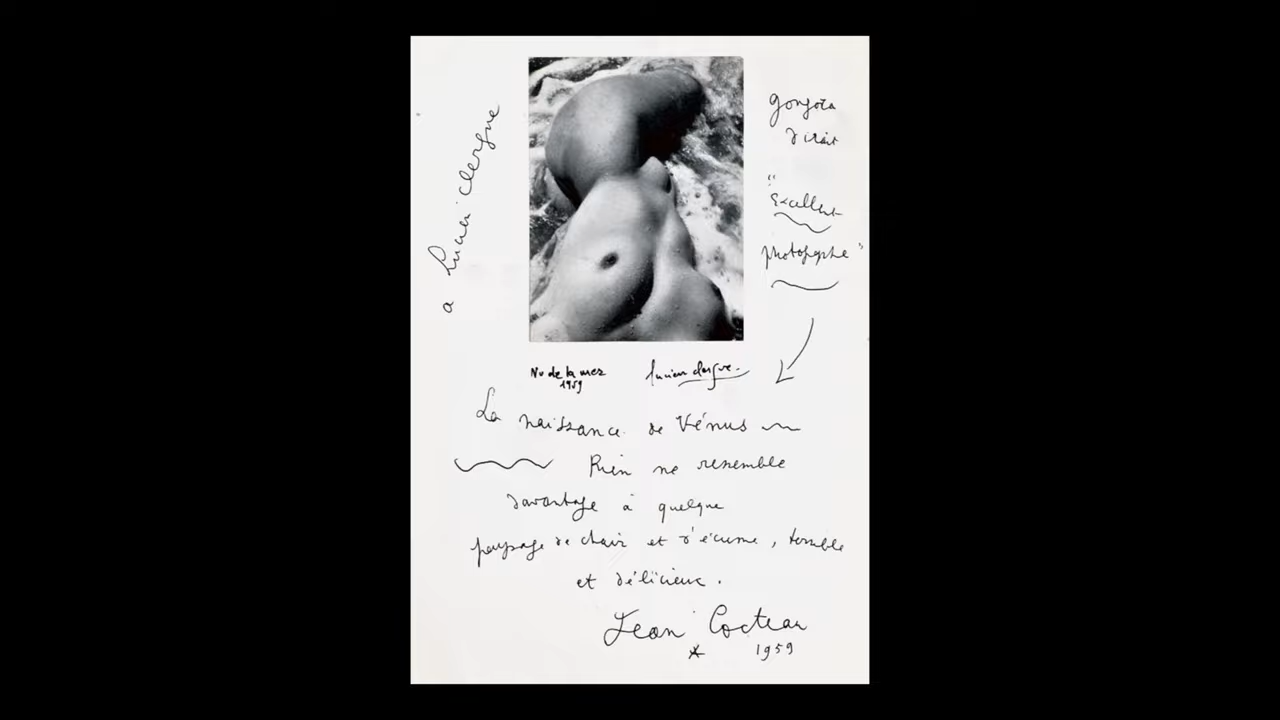 a Lucien Clergue
gongora
disait
"Excellent
photographe"
Nu de la mer
1959
Lucien Clergue.
La naissance de Vénus
Rien ne ressemble
davantage à quelque
paysage de chair et d'écume, terrible
et délicieux.
Jean Cocteau
* 1959